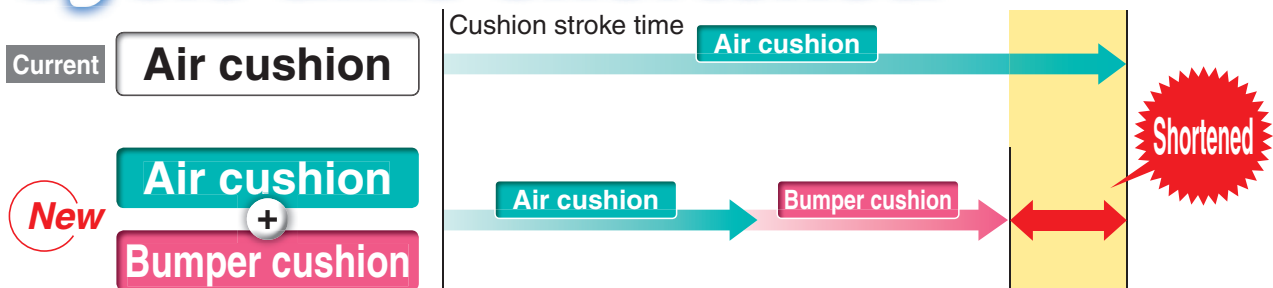 Cushion stroke time
Current
Air cushion
Air cushion
Shortened
New
Air cushion
+
Bumper cushion
Air cushion
Bumper cushion